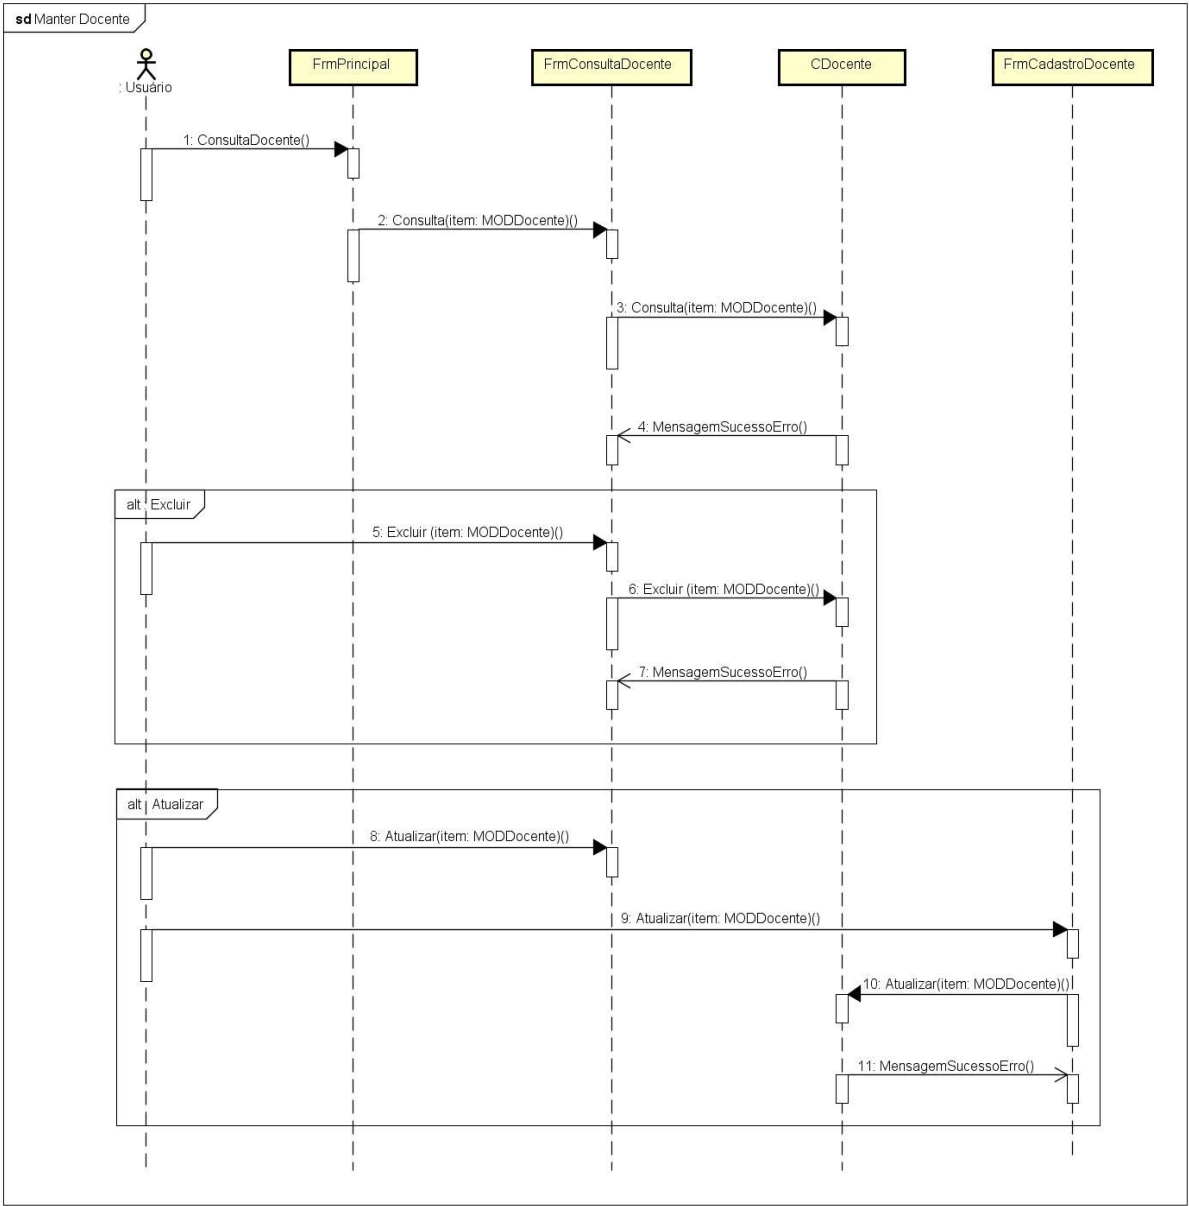 sd Manter Docente
: Usuário
FrmPrincipal
FrmConsultaDocente
CDocente
FrmCadastroDocente
1: ConsultaDocente()
2: Consulta(item: MODDocente)()
3: Consulta(item: MODDocente)()
4: MensagemSucessoErro()
alt Excluir
5: Excluir (item: MODDocente)()
6: Excluir (item: MODDocente)()
7: MensagemSucessoErro()
alt Atualizar
8: Atualizar(item: MODDocente)()
9: Atualizar(item: MODDocente)()
10: Atualizar(item: MODDocente)()
11: MensagemSucessoErro()